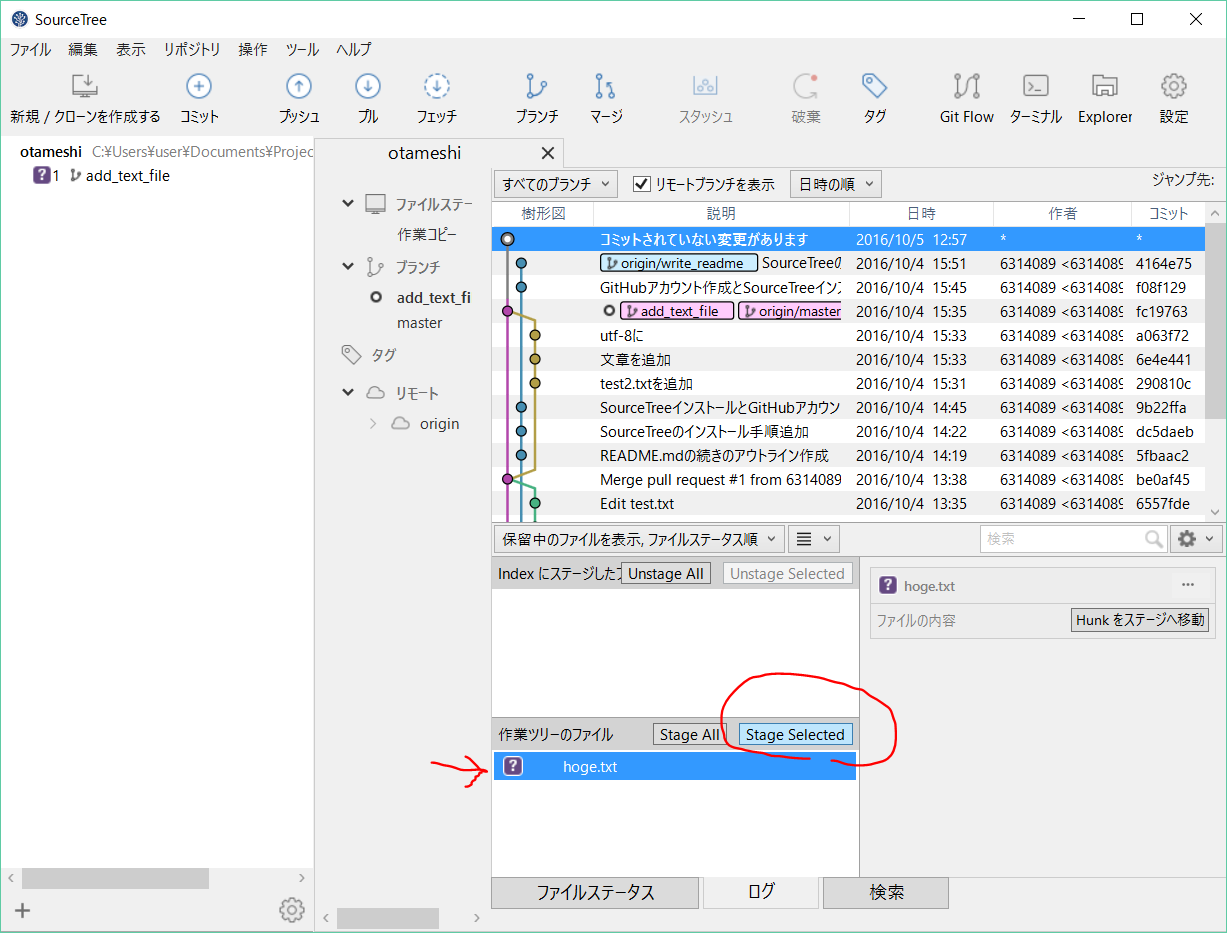 SourceTree
ファイル 編集 表示 リポジトリ 操作 ツール ヘルプ
新規 / クローンを作成する コミット プッシュ プル フェッチ ブランチ マージ スタッシュ 破棄 タグ Git Flow ターミナル Explorer 設定
otameshi C:¥Users¥user¥Documents¥Projec
1 add_text_file
otameshi
ファイルステー
作業コピー
ブランチ
add_text_fi
master
タグ
リモート
origin
すべてのブランチ リモートブランチを表示 日時の順 ジャンプ先:
樹形図 説明 日時 作者 コミット
コミットされていない変更があります 2016/10/5 12:57 * *
origin/write_readme SourceTreeの 2016/10/4 15:51 6314089 <6314089 4164e75
GitHubアカウント作成とSourceTreeイン 2016/10/4 15:45 6314089 <6314089 f08f129
add_text_file origin/master 2016/10/4 15:35 6314089 <6314089 fc19763
utf-8に 2016/10/4 15:33 6314089 <6314089 a063f72
文章を追加 2016/10/4 15:33 6314089 <6314089 6e4e441
test2.txtを追加 2016/10/4 15:31 6314089 <6314089 290810c
SourceTreeインストールとGitHubアカウン 2016/10/4 14:45 6314089 <6314089 9b22ffa
SourceTreeのインストール手順追加 2016/10/4 14:22 6314089 <6314089 dc5daeb
README.mdの続きのアウトライン作成 2016/10/4 14:19 6314089 <6314089 5fbaac2
Merge pull request #1 from 6314089 2016/10/4 13:38 6314089 <6314089 be0af45
Edit test.txt 2016/10/4 13:35 6314089 <6314089 6557fde
保留中のファイルを表示, ファイルステータス順 検索
Index にステージした Unstage All Unstage Selected
? hoge.txt ...
ファイルの内容 Hunk をステージへ移動
作業ツリーのファイル Stage All Stage Selected
? hoge.txt
ファイルステータス ログ 検索